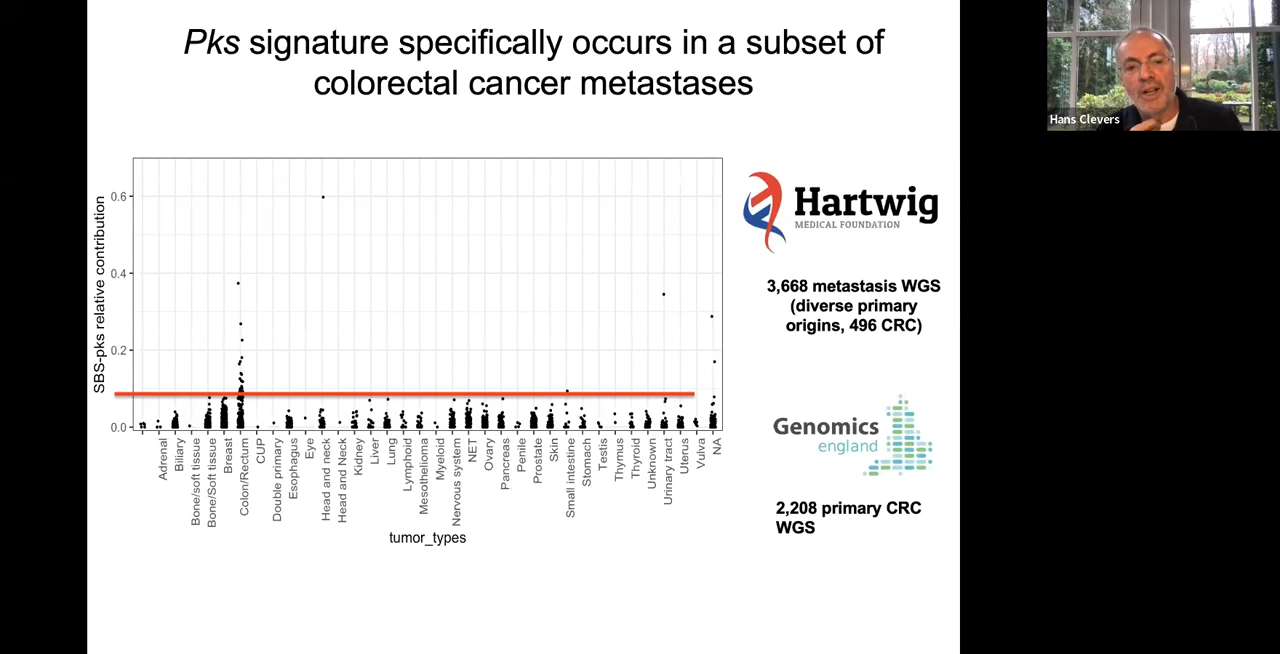 Pks signature specifically occurs in a subset of
colorectal cancer metastases
Hans Clevers
SBS-pks relative contribution
0.6
0.4
0.2
0.0
Adrenal
Biliary
Bone/soft tissue
Bone/Soft tissue
Breast
Colon/Rectum
CUP
Double primary
Esophagus
Eye
Head and neck
Head and Neck
Kidney
Liver
Lung
Lymphoid
Mesothelioma
Myeloid
Nervous system
NET
Ovary
Pancreas
Penile
Prostate
Skin
Small intestine
Stomach
Testis
Thymus
Thyroid
Unknown
Urinary tract
Uterus
Vulva
NA
tumor_types
Hartwig
MEDICAL FOUNDATION
3,668 metastasis WGS
(diverse primary
origins, 496 CRC)
Genomics
england
2,208 primary CRC
WGS